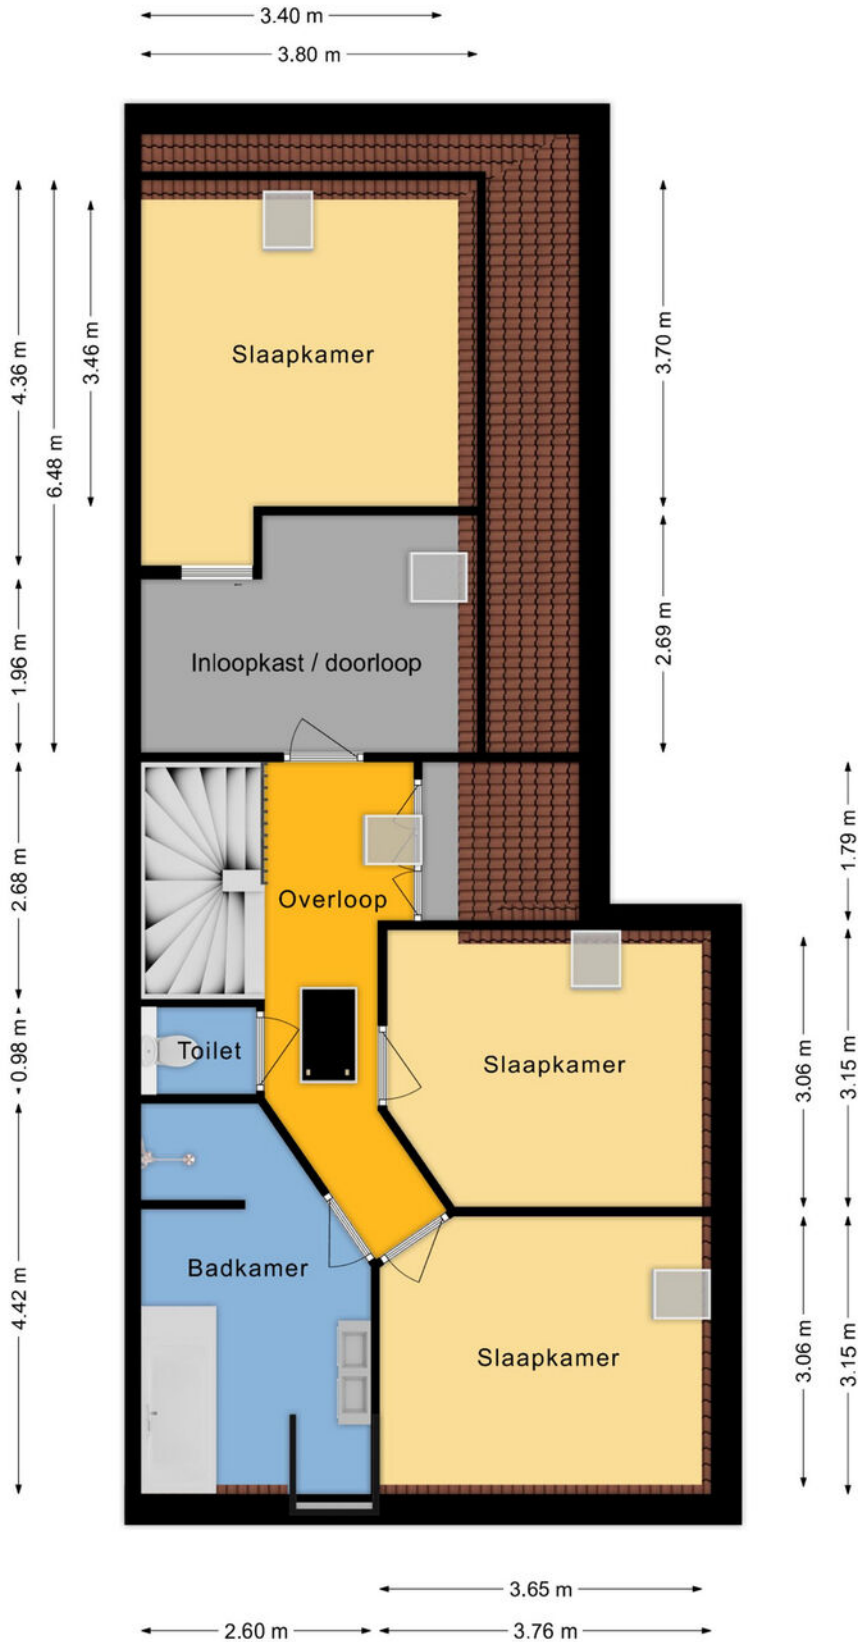 3.40 m
3.80 m
4.36 m
6.48 m
3.46 m
Slaapkamer
3.70 m
1.96 m
Inloopkast / doorloop
2.69 m
2.68 m
Overloop
1.79 m
0.98 m
Toilet
Slaapkamer
3.06 m
3.15 m
4.42 m
Badkamer
Slaapkamer
3.06 m
3.15 m
3.65 m
2.60 m
3.76 m